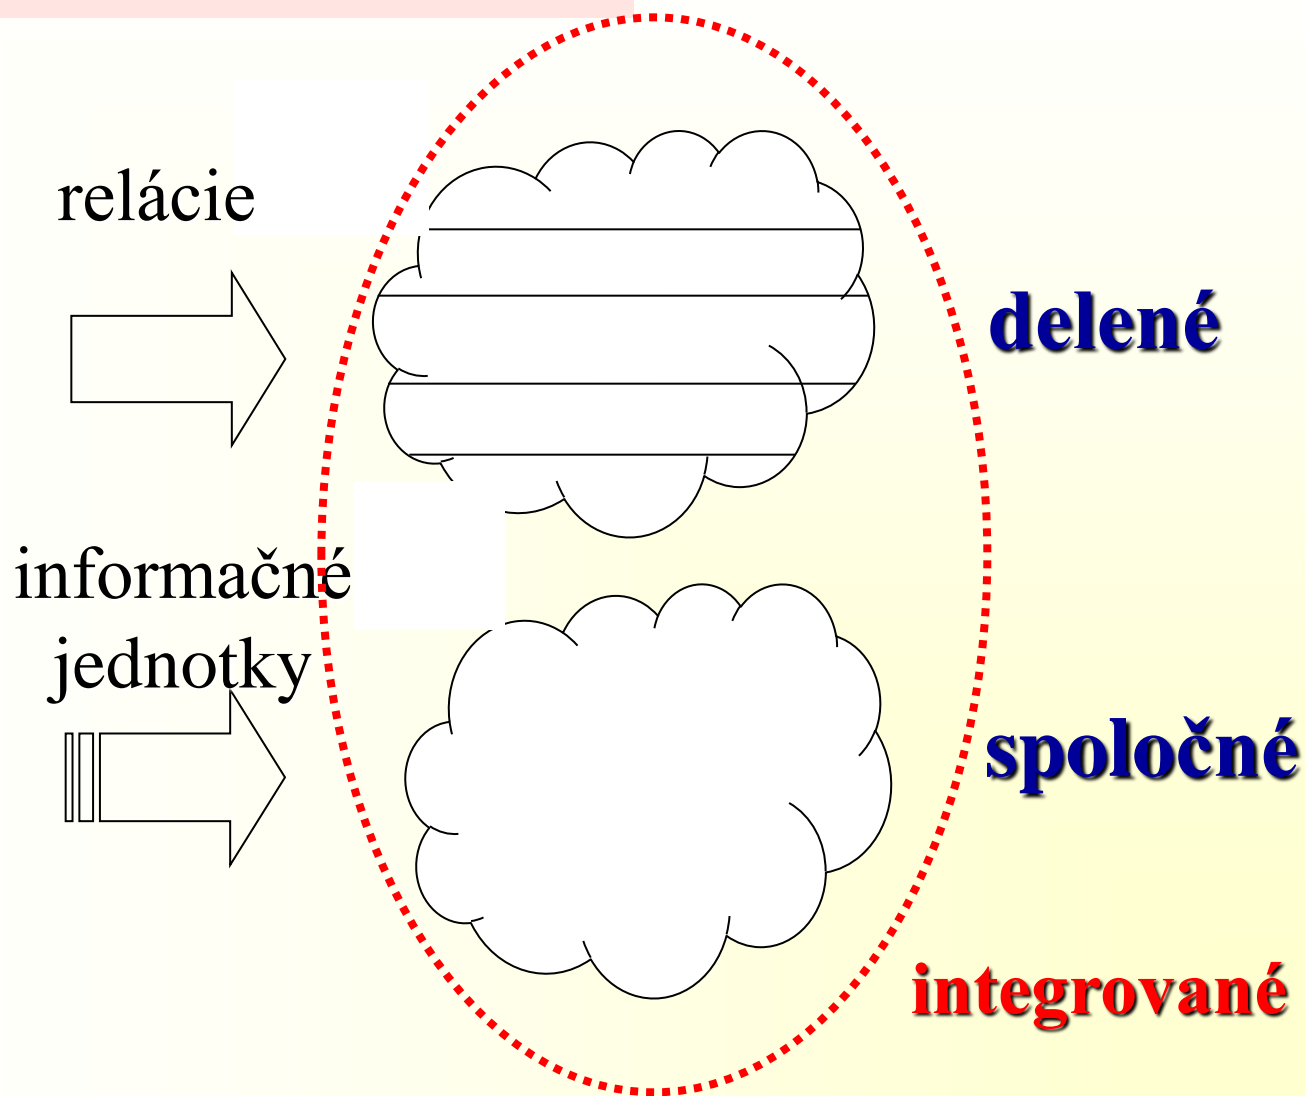 relácie
delené
informačné
jednotky
spoločné
integrované